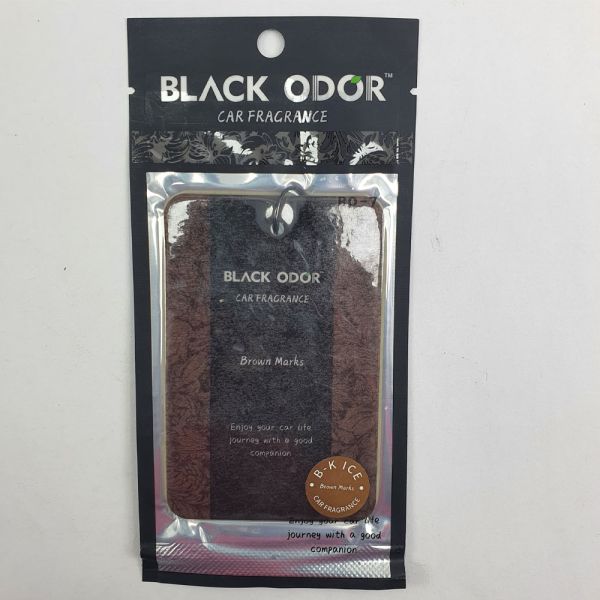 BLACK ODOR™
CAR FRAGRANCE
BO-7
BLACK ODOR
CAR FRAGRANCE
Brown Marks
Enjoy your car life
journey with a good
companion
B-K ICE
Brown Marks
CAR FRAGRANCE
Enjoy your car life
journey with a good
companion